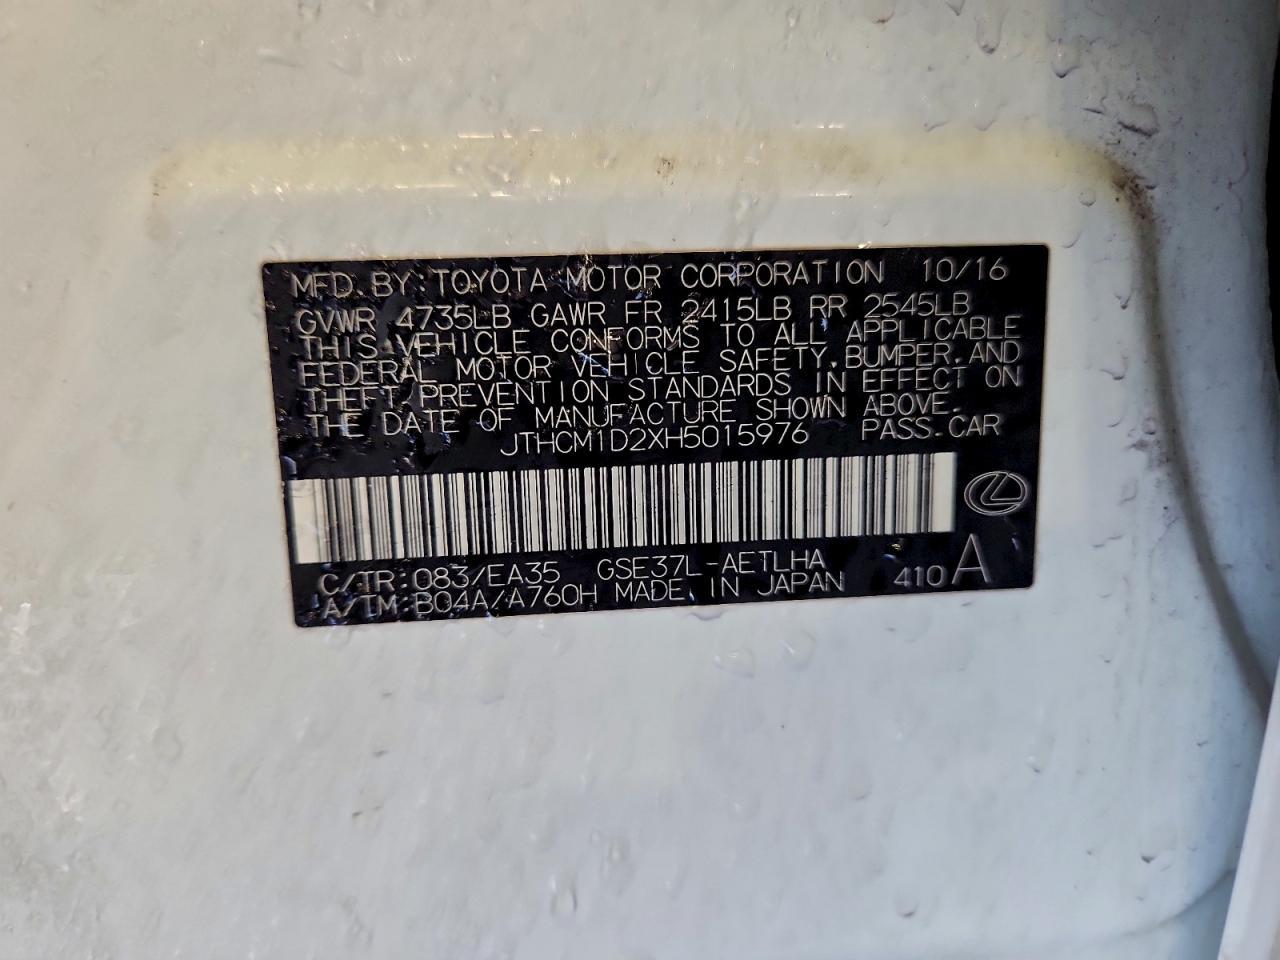 MFD.BY:TOYOTA MOTOR CORPORATION 10/16
GVWR 4735LB GAWR FR 2415LB RR 2545LB
THIS VEHICLE CONFORMS TO ALL APPLICABLE
FEDERAL MOTOR VEHICLE SAFETY,BUMPER,AND
THEFT PREVENTION STANDARDS IN EFFECT ON
THE DATE OF MANUFACTURE SHOWN ABOVE.
JTHCM1D2XH5015976 PASS.CAR
C/TR:083/EA35 GSE37L-AETLHA
A/TM:B04A/A760H MADE IN JAPAN 410A